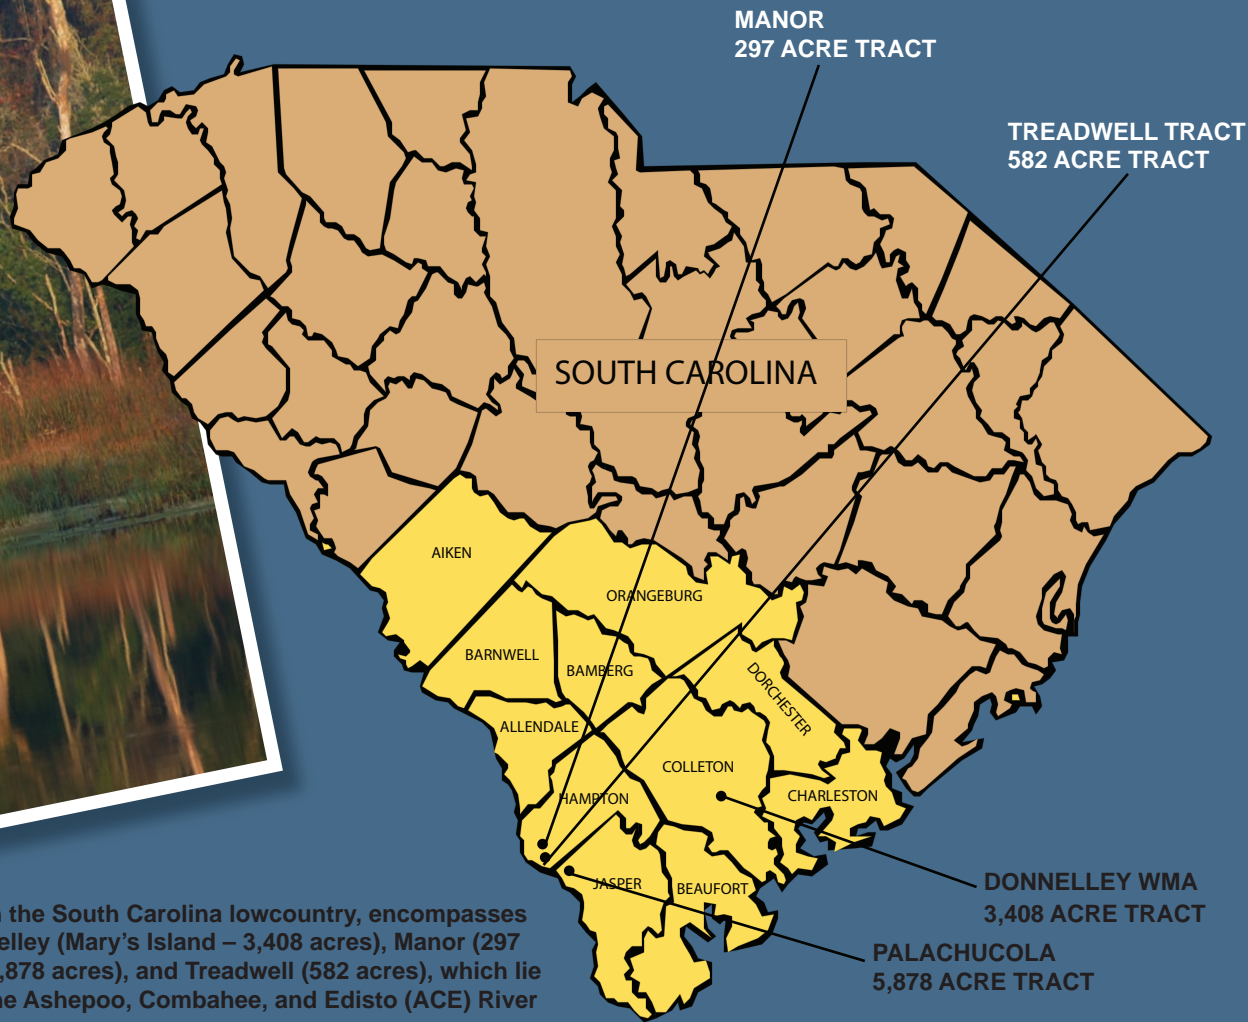 MANOR
297 ACRE TRACT
TREADWELL TRACT
582 ACRE TRACT
SOUTH CAROLINA
AIKEN
ORANGEBURG
BARNWELL
BAMBERG
DORCHESTER
ALLENDALE
COLLETON
HAMPTON
CHARLESTON
JASPER
BEAUFORT
DONNELLEY WMA
3,408 ACRE TRACT
PALACHUCOLA
5,878 ACRE TRACT
the South Carolina lowcountry, encompasses
(Mary's Island – 3,408 acres), Manor (297
,878 acres), and Treadwell (582 acres), which lie
Ashepoo, Combahee, and Edisto (ACE) River